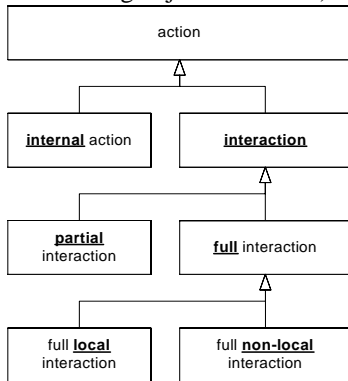 action
internal action
interaction
partial
interaction
full interaction
full local
interaction
full non-local
interaction